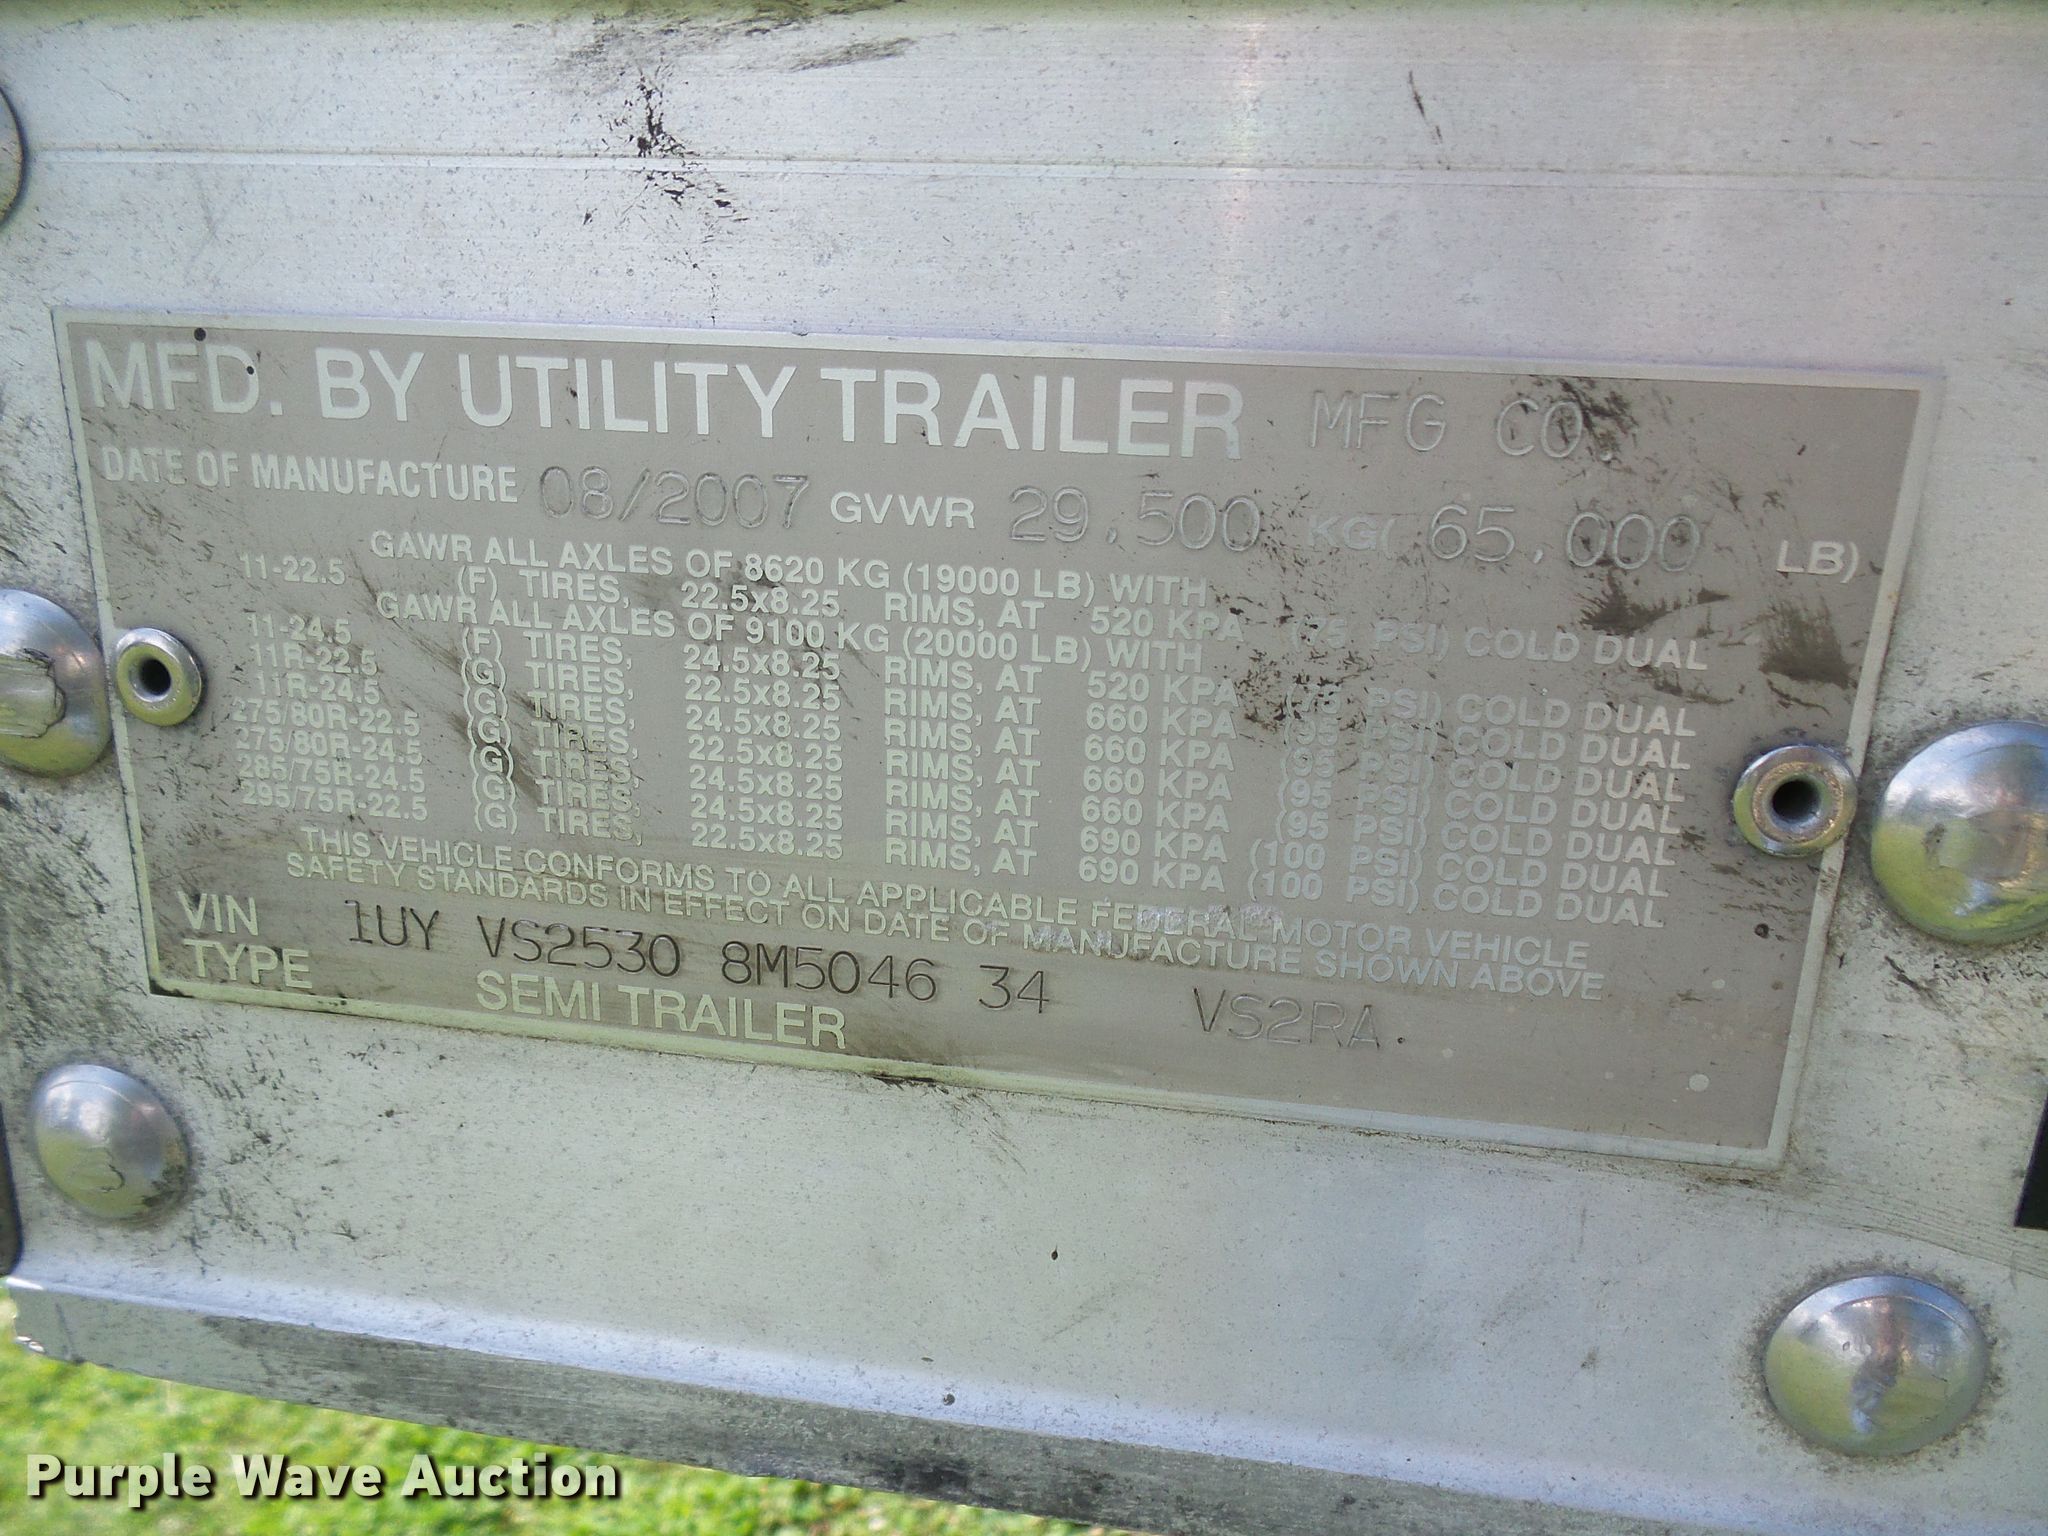 MFD. BY UTILITY TRAILER MFG CO.
DATE OF MANUFACTURE 08/2007 GVWR 29,500 KG( 65,000 LB)
GAWR ALL AXLES OF 8620 KG (19000 LB) WITH
11-22.5 (F) TIRES, 22.5x8.25 RIMS, AT 520 KPA (75 PSI) COLD DUAL
GAWR ALL AXLES OF 9100 KG (20000 LB) WITH
11-24.5 (F) TIRES, 24.5x8.25 RIMS, AT 520 KPA (75 PSI) COLD DUAL
11R-22.5 (G) TIRES, 22.5x8.25 RIMS, AT 660 KPA (95 PSI) COLD DUAL
11R-24.5 (G) TIRES, 24.5x8.25 RIMS, AT 660 KPA (95 PSI) COLD DUAL
275/80R-22.5 (G) TIRES, 22.5x8.25 RIMS, AT 660 KPA (95 PSI) COLD DUAL
275/80R-24.5 (G) TIRES, 24.5x8.25 RIMS, AT 660 KPA (95 PSI) COLD DUAL
285/75R-24.5 (G) TIRES, 24.5x8.25 RIMS, AT 690 KPA (100 PSI) COLD DUAL
295/75R-22.5 (G) TIRES, 22.5x8.25 RIMS, AT 690 KPA (100 PSI) COLD DUAL
THIS VEHICLE CONFORMS TO ALL APPLICABLE FEDERAL MOTOR VEHICLE
SAFETY STANDARDS IN EFFECT ON DATE OF MANUFACTURE SHOWN ABOVE
VIN 1UY VS2530 8M5046 34 VS2RA.
TYPE SEMI TRAILER
Purple Wave Auction